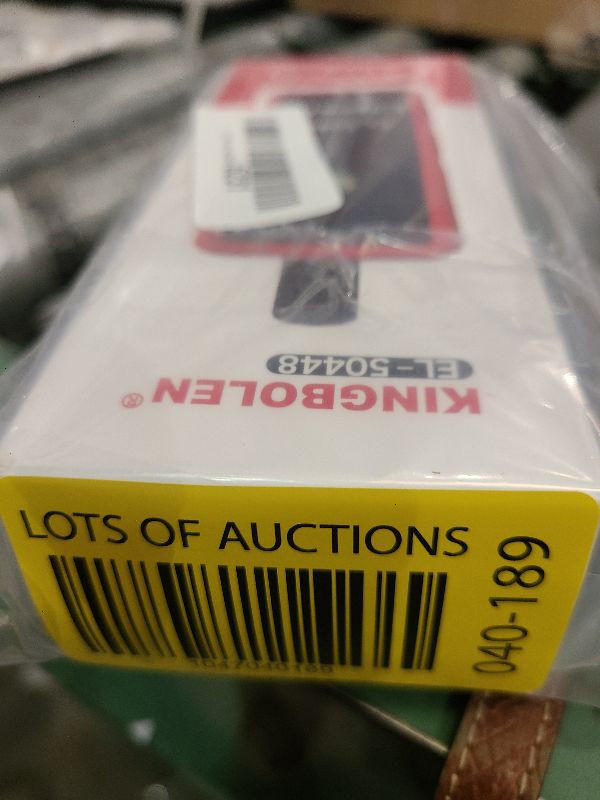 EL-50448
KINGBOLEN®
LOTS OF AUCTIONS
040-189